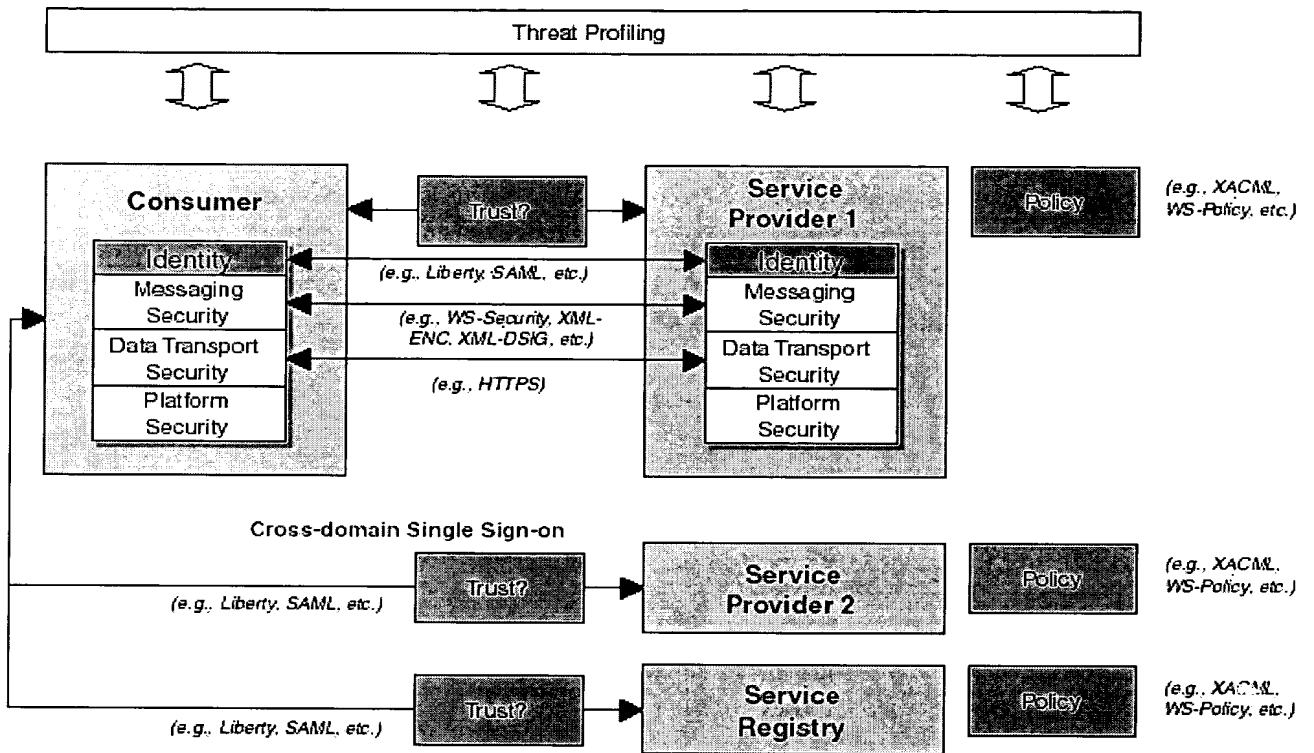 Threat Profiling
Consumer
Trust?
Service
Provider 1
Policy
(e.g., XACML,
WS-Policy, etc.)
Identity
Messaging
Security
Data Transport
Security
Platform
Security
(e.g., Liberty, SAML, etc.)
(e.g., WS-Security, XML-
ENC, XML-DSIG, etc.)
(e.g., HTTPS)
Identity
Messaging
Security
Data Transport
Security
Platform
Security
Cross-domain Single Sign-on
(e.g., Liberty, SAML, etc.)
Trust?
Service
Provider 2
Policy
(e.g., XACML,
WS-Policy, etc.)
(e.g., Liberty, SAML, etc.)
Trust?
Service
Registry
Policy
(e.g., XACML,
WS-Policy, etc.)